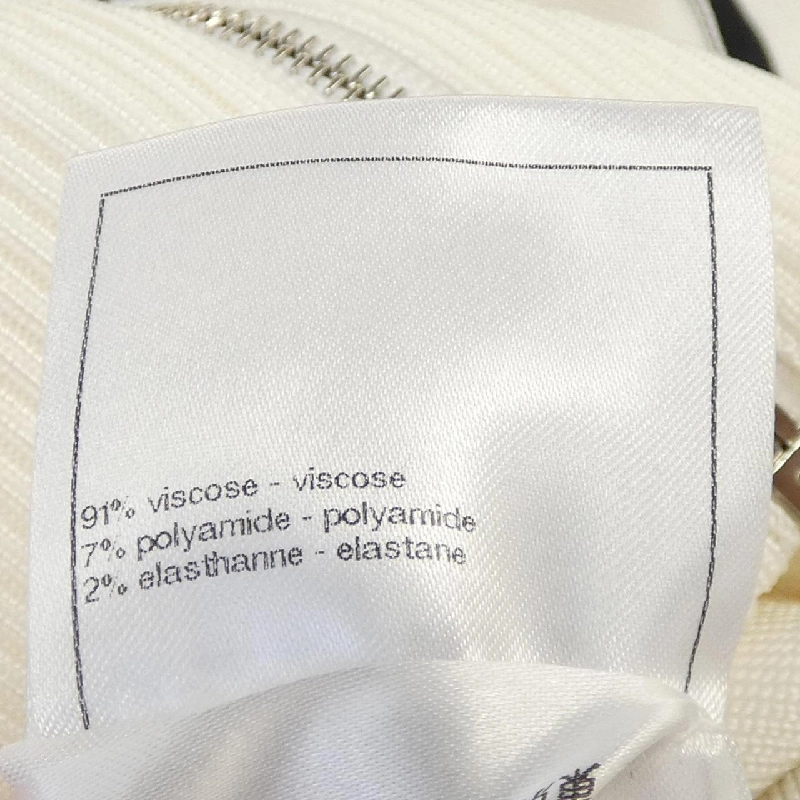 91% viscose - viscose
7% polyamide - polyamide
2% elasthanne - elastane